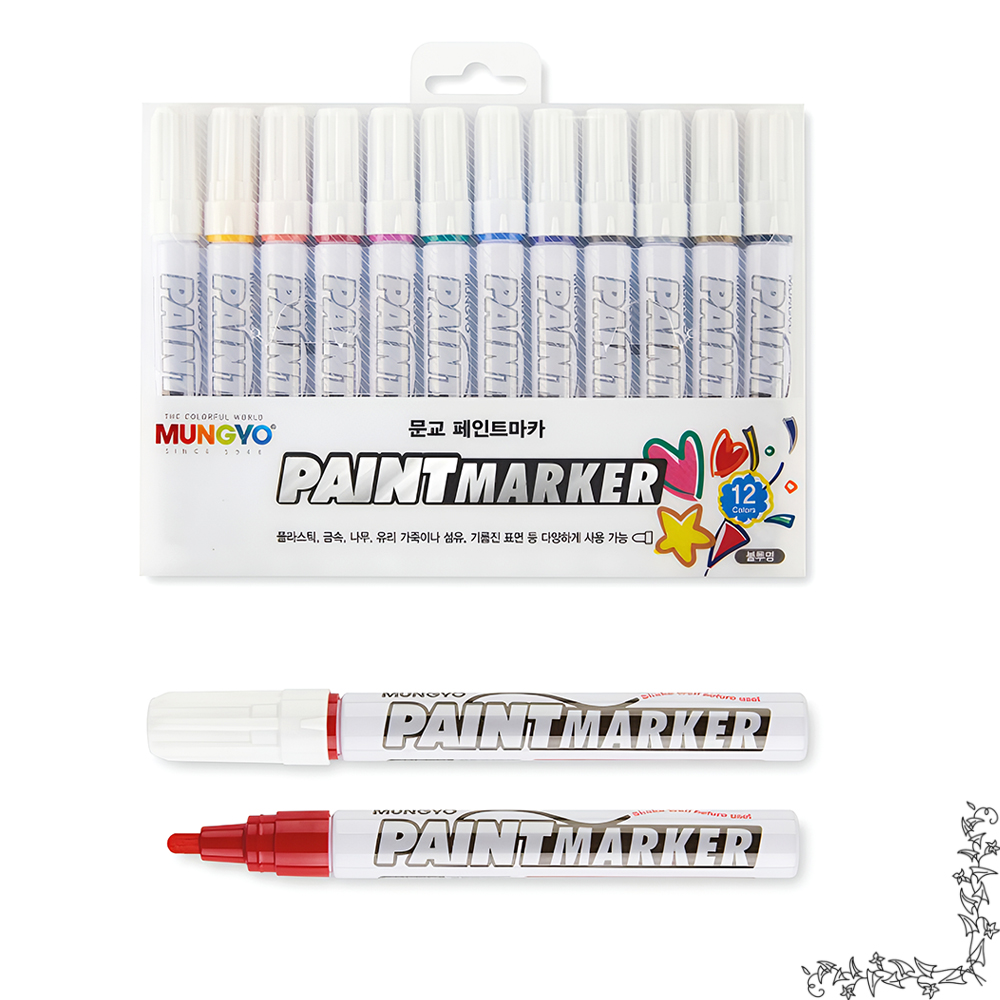 PAINT PAINT PAINT PAINT PAINT PAINT PAINT PAINT PAINT PAINT PAINT PAINT
THE COLORFUL WORLD
MUNGYO
SINCE 1946
문교 페인트마카
PAINTMARKER
12
Colors
플라스틱, 금속, 나무, 유리 가죽이나 섬유, 기름진 표면 등 다양하게 사용 가능
불투명
MUNGYO
Shake well before use!
PAINTMARKER
MUNGYO
Shake well before use!
PAINTMARKER